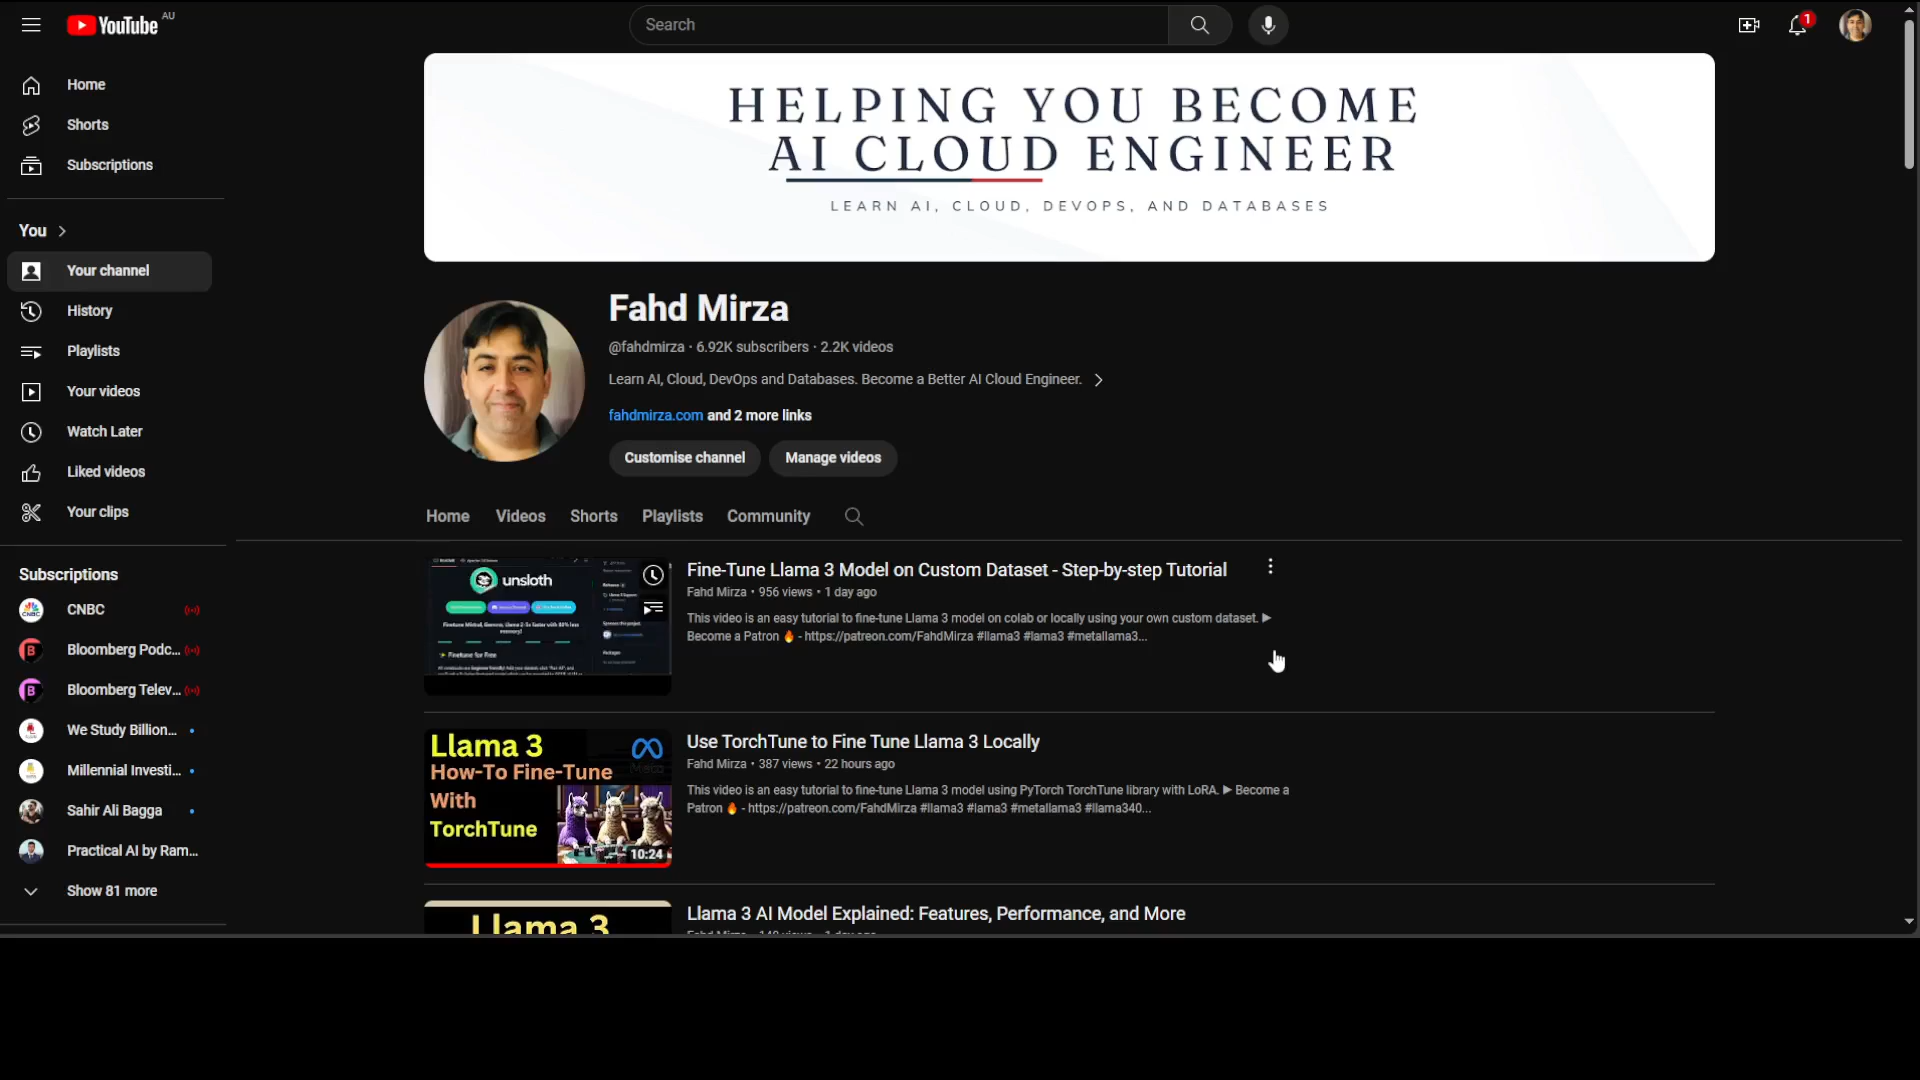 YouTube AU
Search
1
Home
Shorts
Subscriptions
You
Your channel
History
Playlists
Your videos
Watch Later
Liked videos
Your clips
Subscriptions
CNBC
Bloomberg Podc...
Bloomberg Telev...
We Study Billion...
Millennial Investi...
Sahir Ali Bagga
Practical AI by Ram...
Show 81 more
HELPING YOU BECOME
AI CLOUD ENGINEER
LEARN AI, CLOUD, DEVOPS, AND DATABASES
Fahd Mirza
@fahdmirza · 6.92K subscribers · 2.2K videos
Learn AI, Cloud, DevOps and Databases. Become a Better AI Cloud Engineer.
fahdmirza.com and 2 more links
Customise channel
Manage videos
Home Videos Shorts Playlists Community
unsloth
Finetune for Free
Fine-Tune Llama 3 Model on Custom Dataset - Step-by-step Tutorial
Fahd Mirza • 956 views • 1 day ago
This video is an easy tutorial to fine-tune Llama 3 model on colab or locally using your own custom dataset. ▶
Become a Patron 🔥 - https://patreon.com/FahdMirza #llama3 #lama3 #metallama3...
Llama 3
How-To Fine-Tune
With
TorchTune
10:24
Use TorchTune to Fine Tune Llama 3 Locally
Fahd Mirza • 387 views • 22 hours ago
This video is an easy tutorial to fine-tune Llama 3 model using PyTorch TorchTune library with LoRA. ▶ Become a
Patron 🔥 - https://patreon.com/FahdMirza #llama3 #lama3 #metallama3 #llama340...
Llama 3
Llama 3 AI Model Explained: Features, Performance, and More